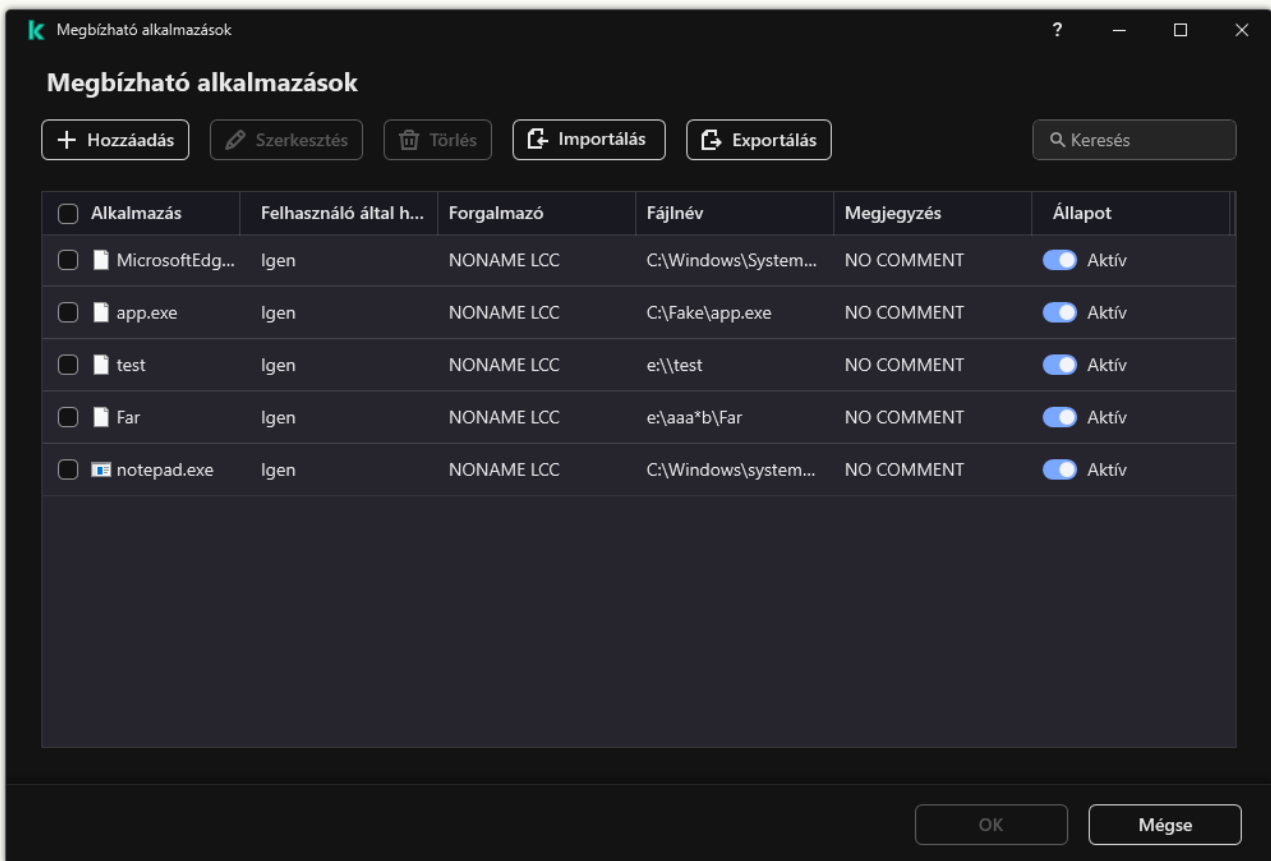 Megbízható alkalmazások
?
Megbízható alkalmazások
Hozzáadás Szerkesztés Törlés Importálás Exportálás Keresés
Alkalmazás Felhasználó által h... Forgalmazó Fájlnév Megjegyzés Állapot
MicrosoftEdg... Igen NONAME LCC C:\Windows\System... NO COMMENT Aktív
app.exe Igen NONAME LCC C:\Fake\app.exe NO COMMENT Aktív
test Igen NONAME LCC e:\\test NO COMMENT Aktív
Far Igen NONAME LCC e:\aaa*b\Far NO COMMENT Aktív
notepad.exe Igen NONAME LCC C:\Windows\system... NO COMMENT Aktív
OK Mégse